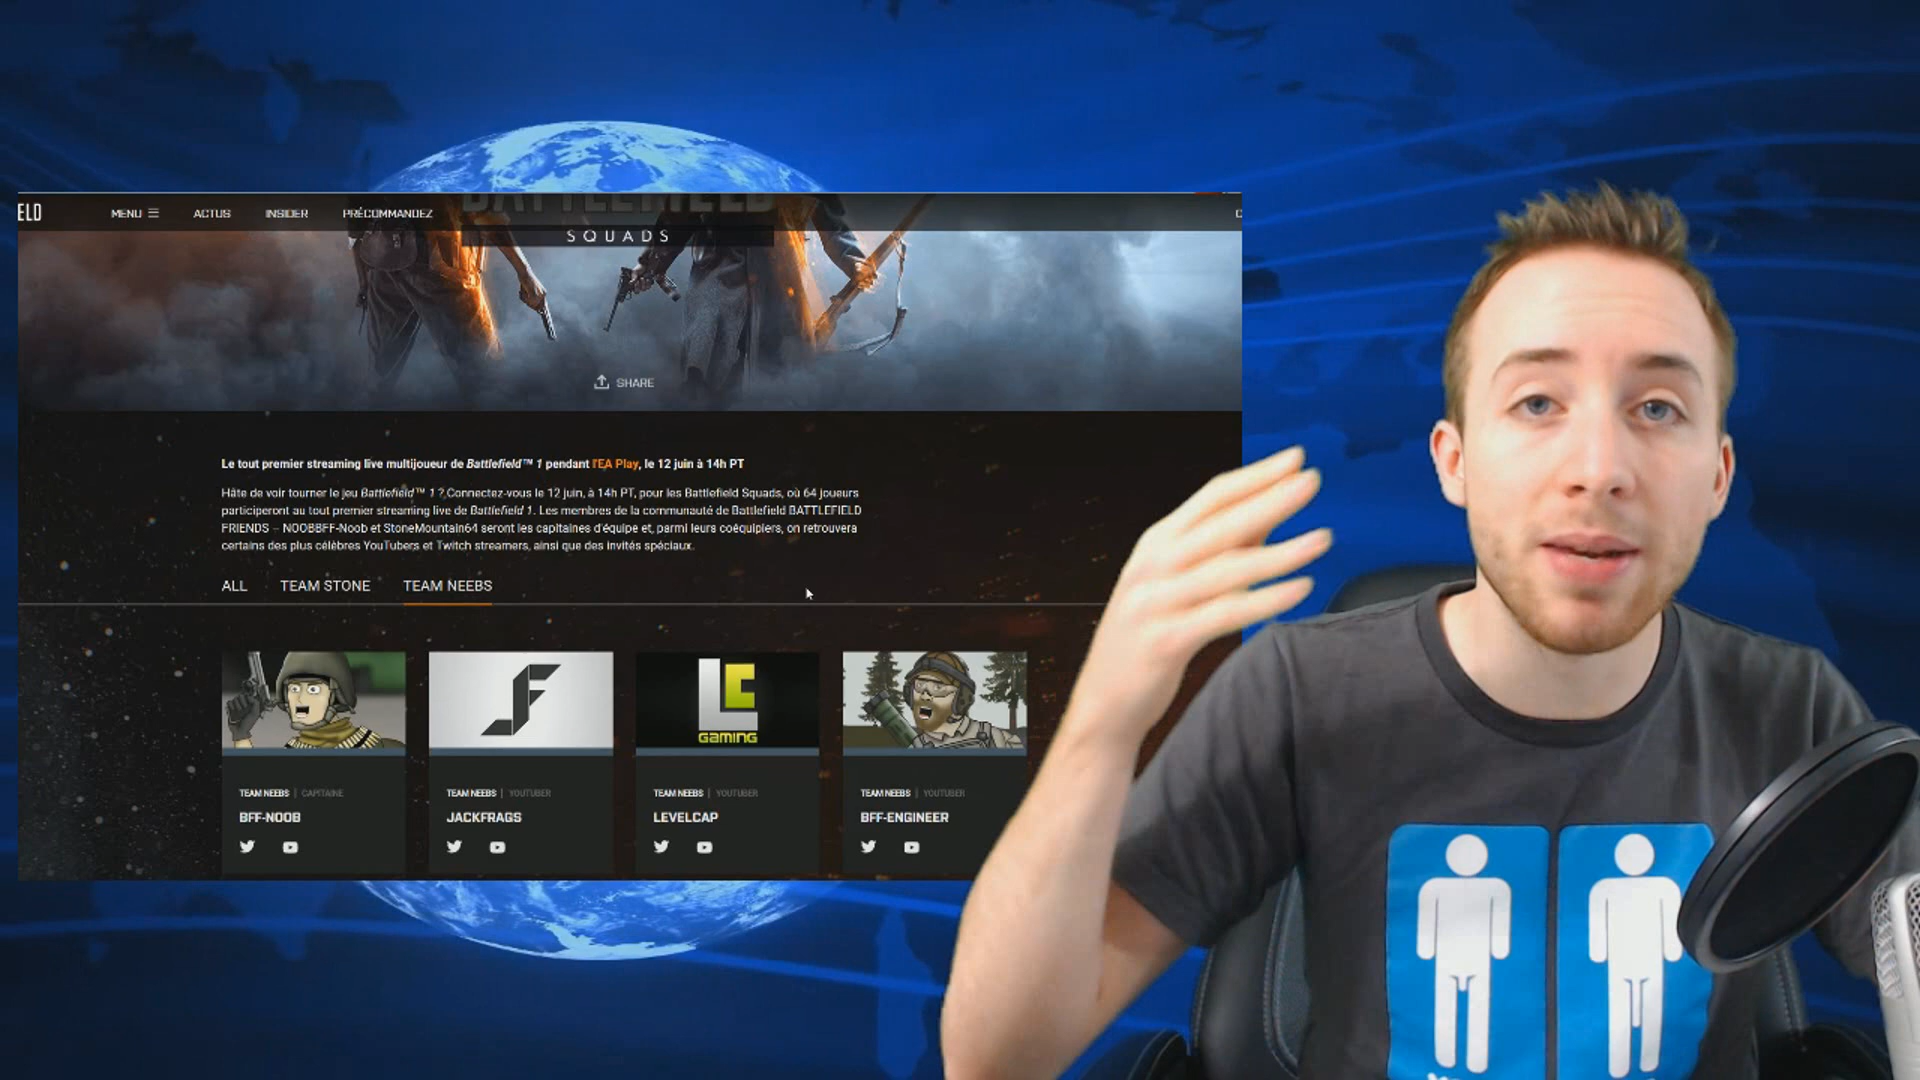 ELD
MENU ACTUS INSIDER PRÉCOMMANDEZ
BATTLEFIELD
SQUADS
SHARE
Le tout premier streaming live multijoueur de Battlefield™ 1 pendant l'EA Play, le 12 juin à 14h PT
Hâte de voir tourner le jeu Battlefield™ 1 ? Connectez-vous le 12 juin, à 14h PT, pour les Battlefield Squads, où 64 joueurs
participeront au tout premier streaming live de Battlefield 1. Les membres de la communauté de Battlefield BATTLEFIELD
FRIENDS – NOOBBFF-Noob et StoneMountain64 seront les capitaines d'équipe et, parmi leurs coéquipiers, on retrouvera
certains des plus célèbres YouTubers et Twitch streamers, ainsi que des invités spéciaux.
ALL TEAM STONE TEAM NEEBS
LC
GAMING
TEAM NEEBS | CAPITAINE
BFF-NOOB
TEAM NEEBS | YOUTUBER
JACKFRAGS
TEAM NEEBS | YOUTUBER
LEVELCAP
TEAM NEEBS | YOUTUBER
BFF-ENGINEER